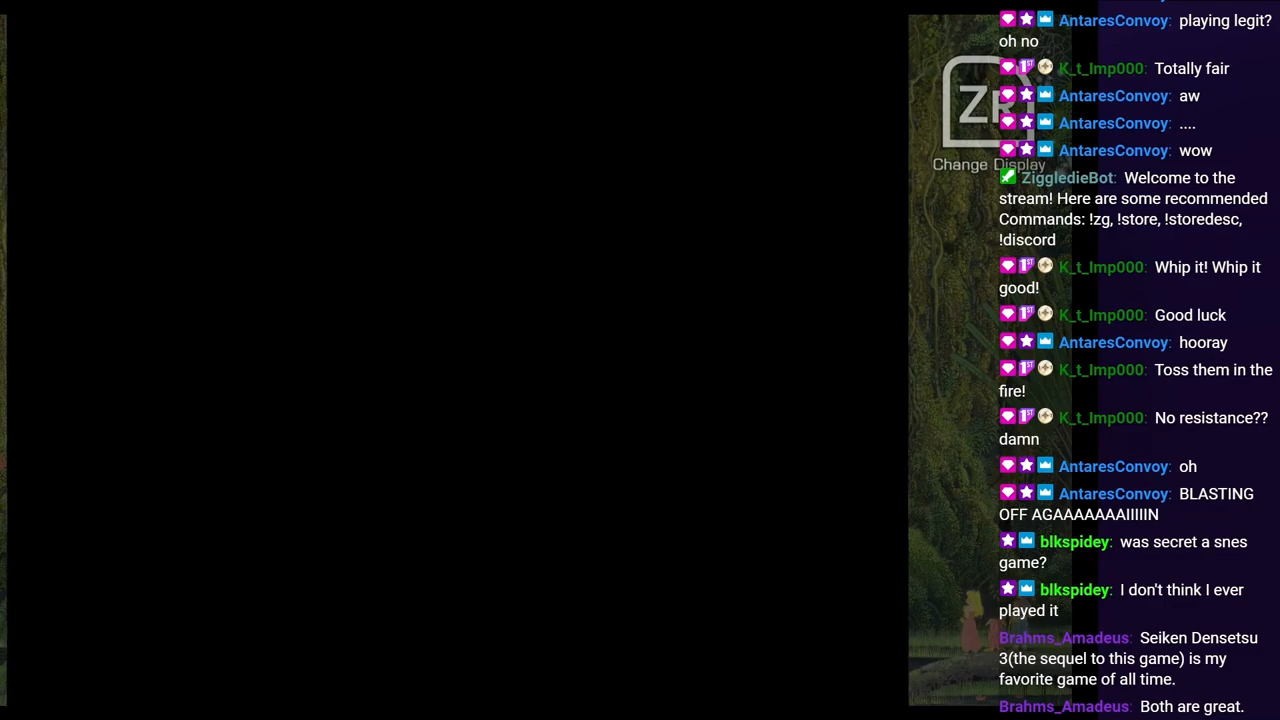 AntaresConvoy: playing legit?
oh no
K_t_Imp000: Totally fair
AntaresConvoy: aw
AntaresConvoy: ....
AntaresConvoy: wow
ZiggledieBot: Welcome to the
stream! Here are some recommended
Commands: !zg, !store, !storedesc,
!discord
K_t_Imp000: Whip it! Whip it
good!
K_t_Imp000: Good luck
AntaresConvoy: hooray
K_t_Imp000: Toss them in the
fire!
K_t_Imp000: No resistance??
damn
AntaresConvoy: oh
AntaresConvoy: BLASTING
OFF AGAAAAAAAIIIIIN
blkspidey: was secret a snes
game?
blkspidey: I don't think I ever
played it
Brahms_Amadeus: Seiken Densetsu
3(the sequel to this game) is my
favorite game of all time.
Brahms_Amadeus: Both are great.
ZR
Change Display